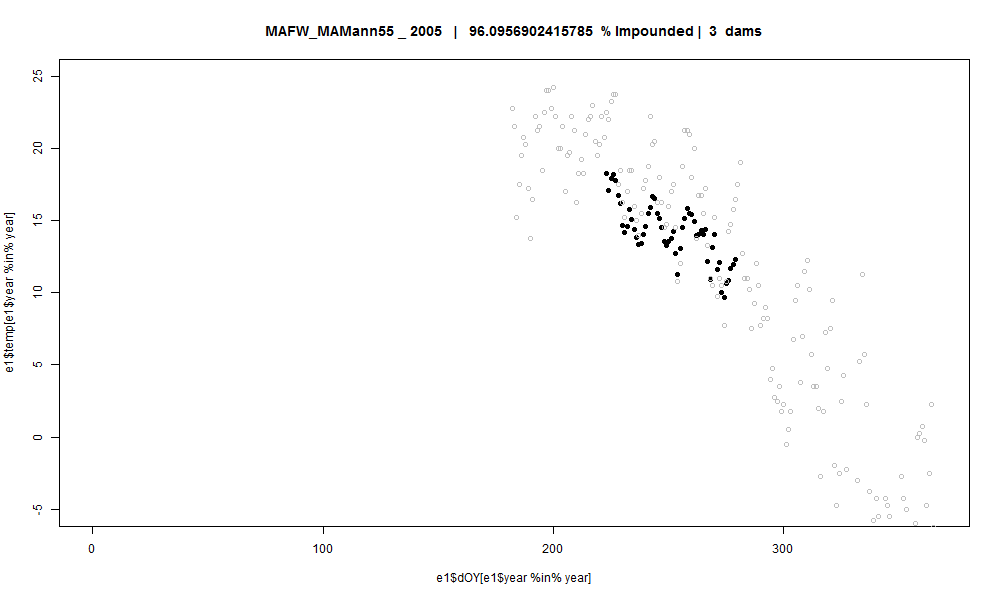 MAFW_MAMann55 _ 2005 | 96.0956902415785 % Impounded | 3 dams
25
20
15
10
5
0
-5
e1$temp[e1$year %in% year]
0 100 200 300
e1$dOY[e1$year %in% year]